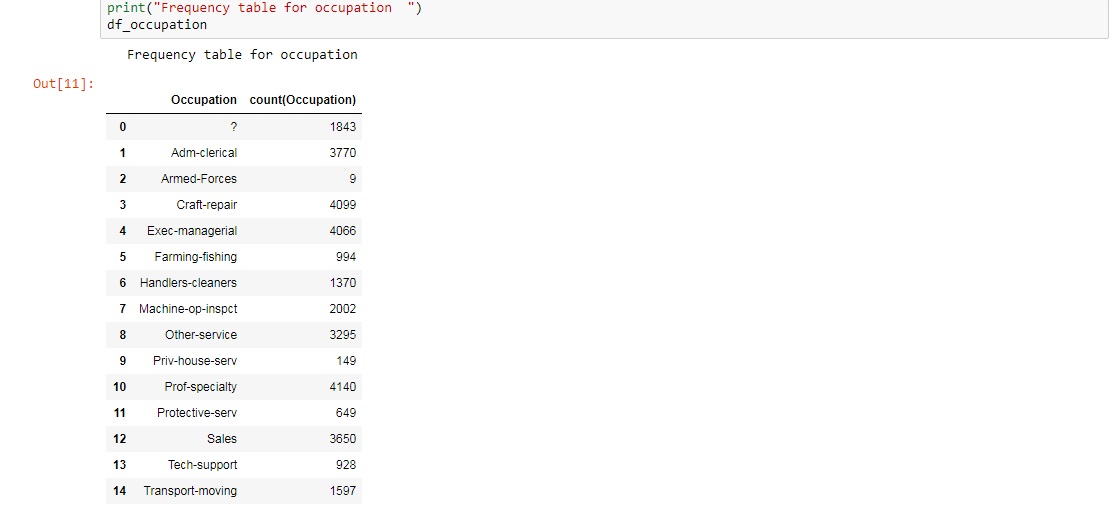 print("Frequency table for occupation  ")
df_occupation
Frequency table for occupation
Out[11]:
Occupation count(Occupation)
0 ? 1843
1 Adm-clerical 3770
2 Armed-Forces 9
3 Craft-repair 4099
4 Exec-managerial 4066
5 Farming-fishing 994
6 Handlers-cleaners 1370
7 Machine-op-inspct 2002
8 Other-service 3295
9 Priv-house-serv 149
10 Prof-specialty 4140
11 Protective-serv 649
12 Sales 3650
13 Tech-support 928
14 Transport-moving 1597